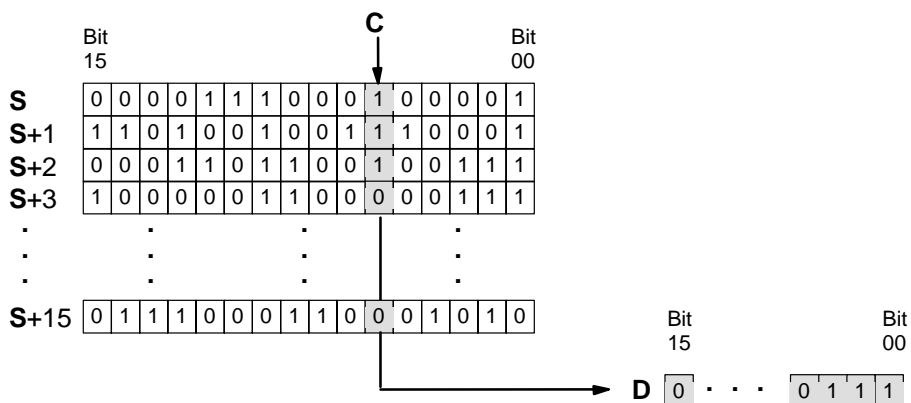 C
Bit Bit
15 00
S 0 0 0 0 1 1 1 0 0 0 1 0 0 0 0 1
S+1 1 1 0 1 0 0 1 0 0 1 1 1 0 0 0 1
S+2 0 0 0 1 1 0 1 1 0 0 1 0 0 1 1 1
S+3 1 0 0 0 0 0 1 1 0 0 0 0 0 1 1 1
. . . .
. . . .
. . . .
S+15 0 1 1 1 0 0 0 1 1 0 0 0 1 0 1 0
Bit Bit
15 00
D 0 . . . 0 1 1 1